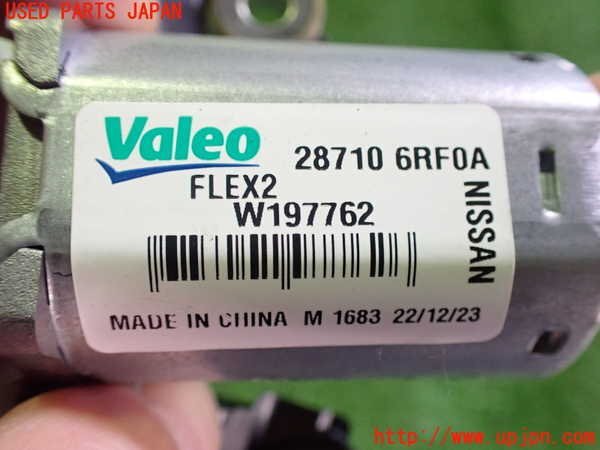 USED PARTS JAPAN
Valeo
28710 6RF0A
FLEX2
W197762
NISSAN
MADE IN CHINA M 1683 22/12/23
http://www.upjpn.com